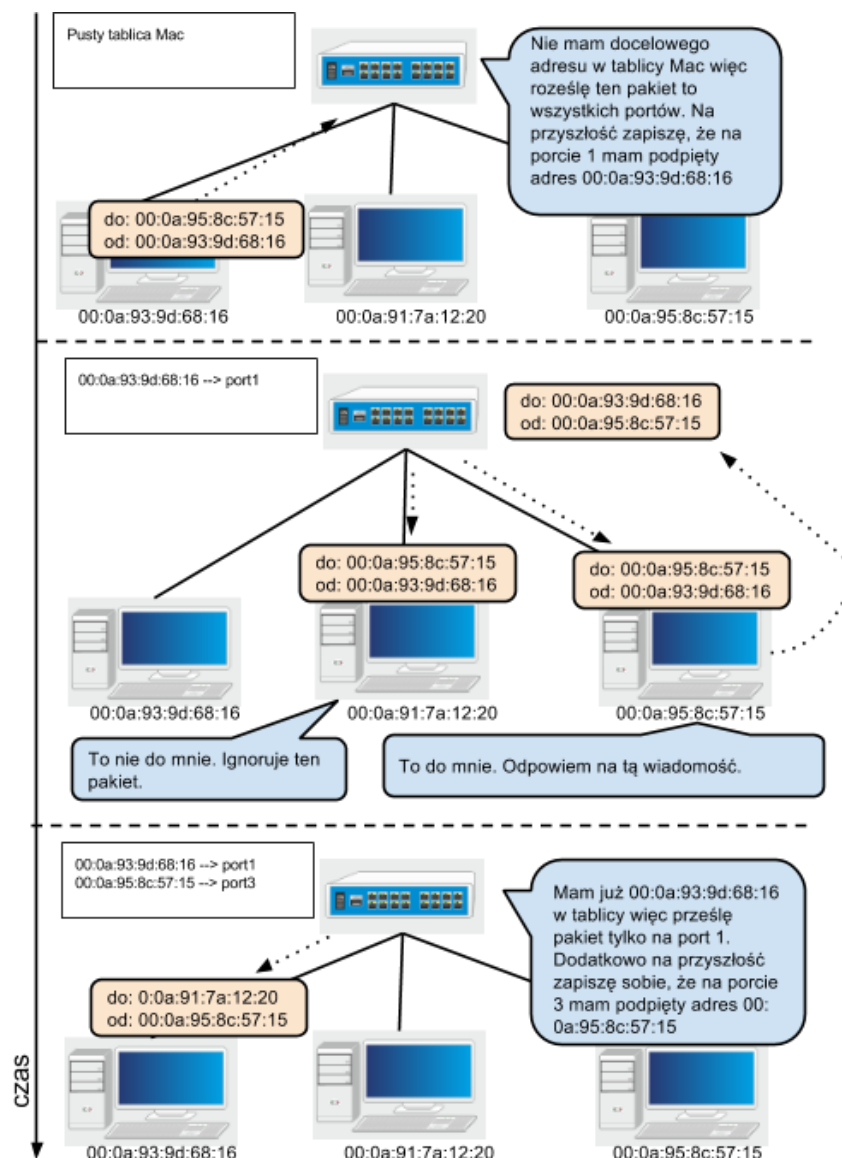 Pusty tablica Mac
Nie mam docelowego
adresu w tablicy Mac więc
roześlę ten pakiet to
wszystkich portów. Na
przyszłość zapiszę, że na
porcie 1 mam podpięty
adres 00:0a:93:9d:68:16
do: 00:0a:95:8c:57:15
od: 00:0a:93:9d:68:16
00:0a:93:9d:68:16
00:0a:91:7a:12:20
00:0a:95:8c:57:15
00:0a:93:9d:68:16 --> port1
do: 00:0a:93:9d:68:16
od: 00:0a:95:8c:57:15
do: 00:0a:95:8c:57:15
od: 00:0a:93:9d:68:16
do: 00:0a:95:8c:57:15
od: 00:0a:93:9d:68:16
00:0a:93:9d:68:16
00:0a:91:7a:12:20
00:0a:95:8c:57:15
To nie do mnie. Ignoruje ten
pakiet.
To do mnie. Odpowiem na tą wiadomość.
00:0a:93:9d:68:16 --> port1
00:0a:95:8c:57:15 --> port3
Mam już 00:0a:93:9d:68:16
w tablicy więc prześlę
pakiet tylko na port 1.
Dodatkowo na przyszłość
zapiszę sobie, że na porcie
3 mam podpięty adres 00:
0a:95:8c:57:15
do: 0:0a:91:7a:12:20
od: 00:0a:95:8c:57:15
00:0a:93:9d:68:16
00:0a:91:7a:12:20
00:0a:95:8c:57:15
czas